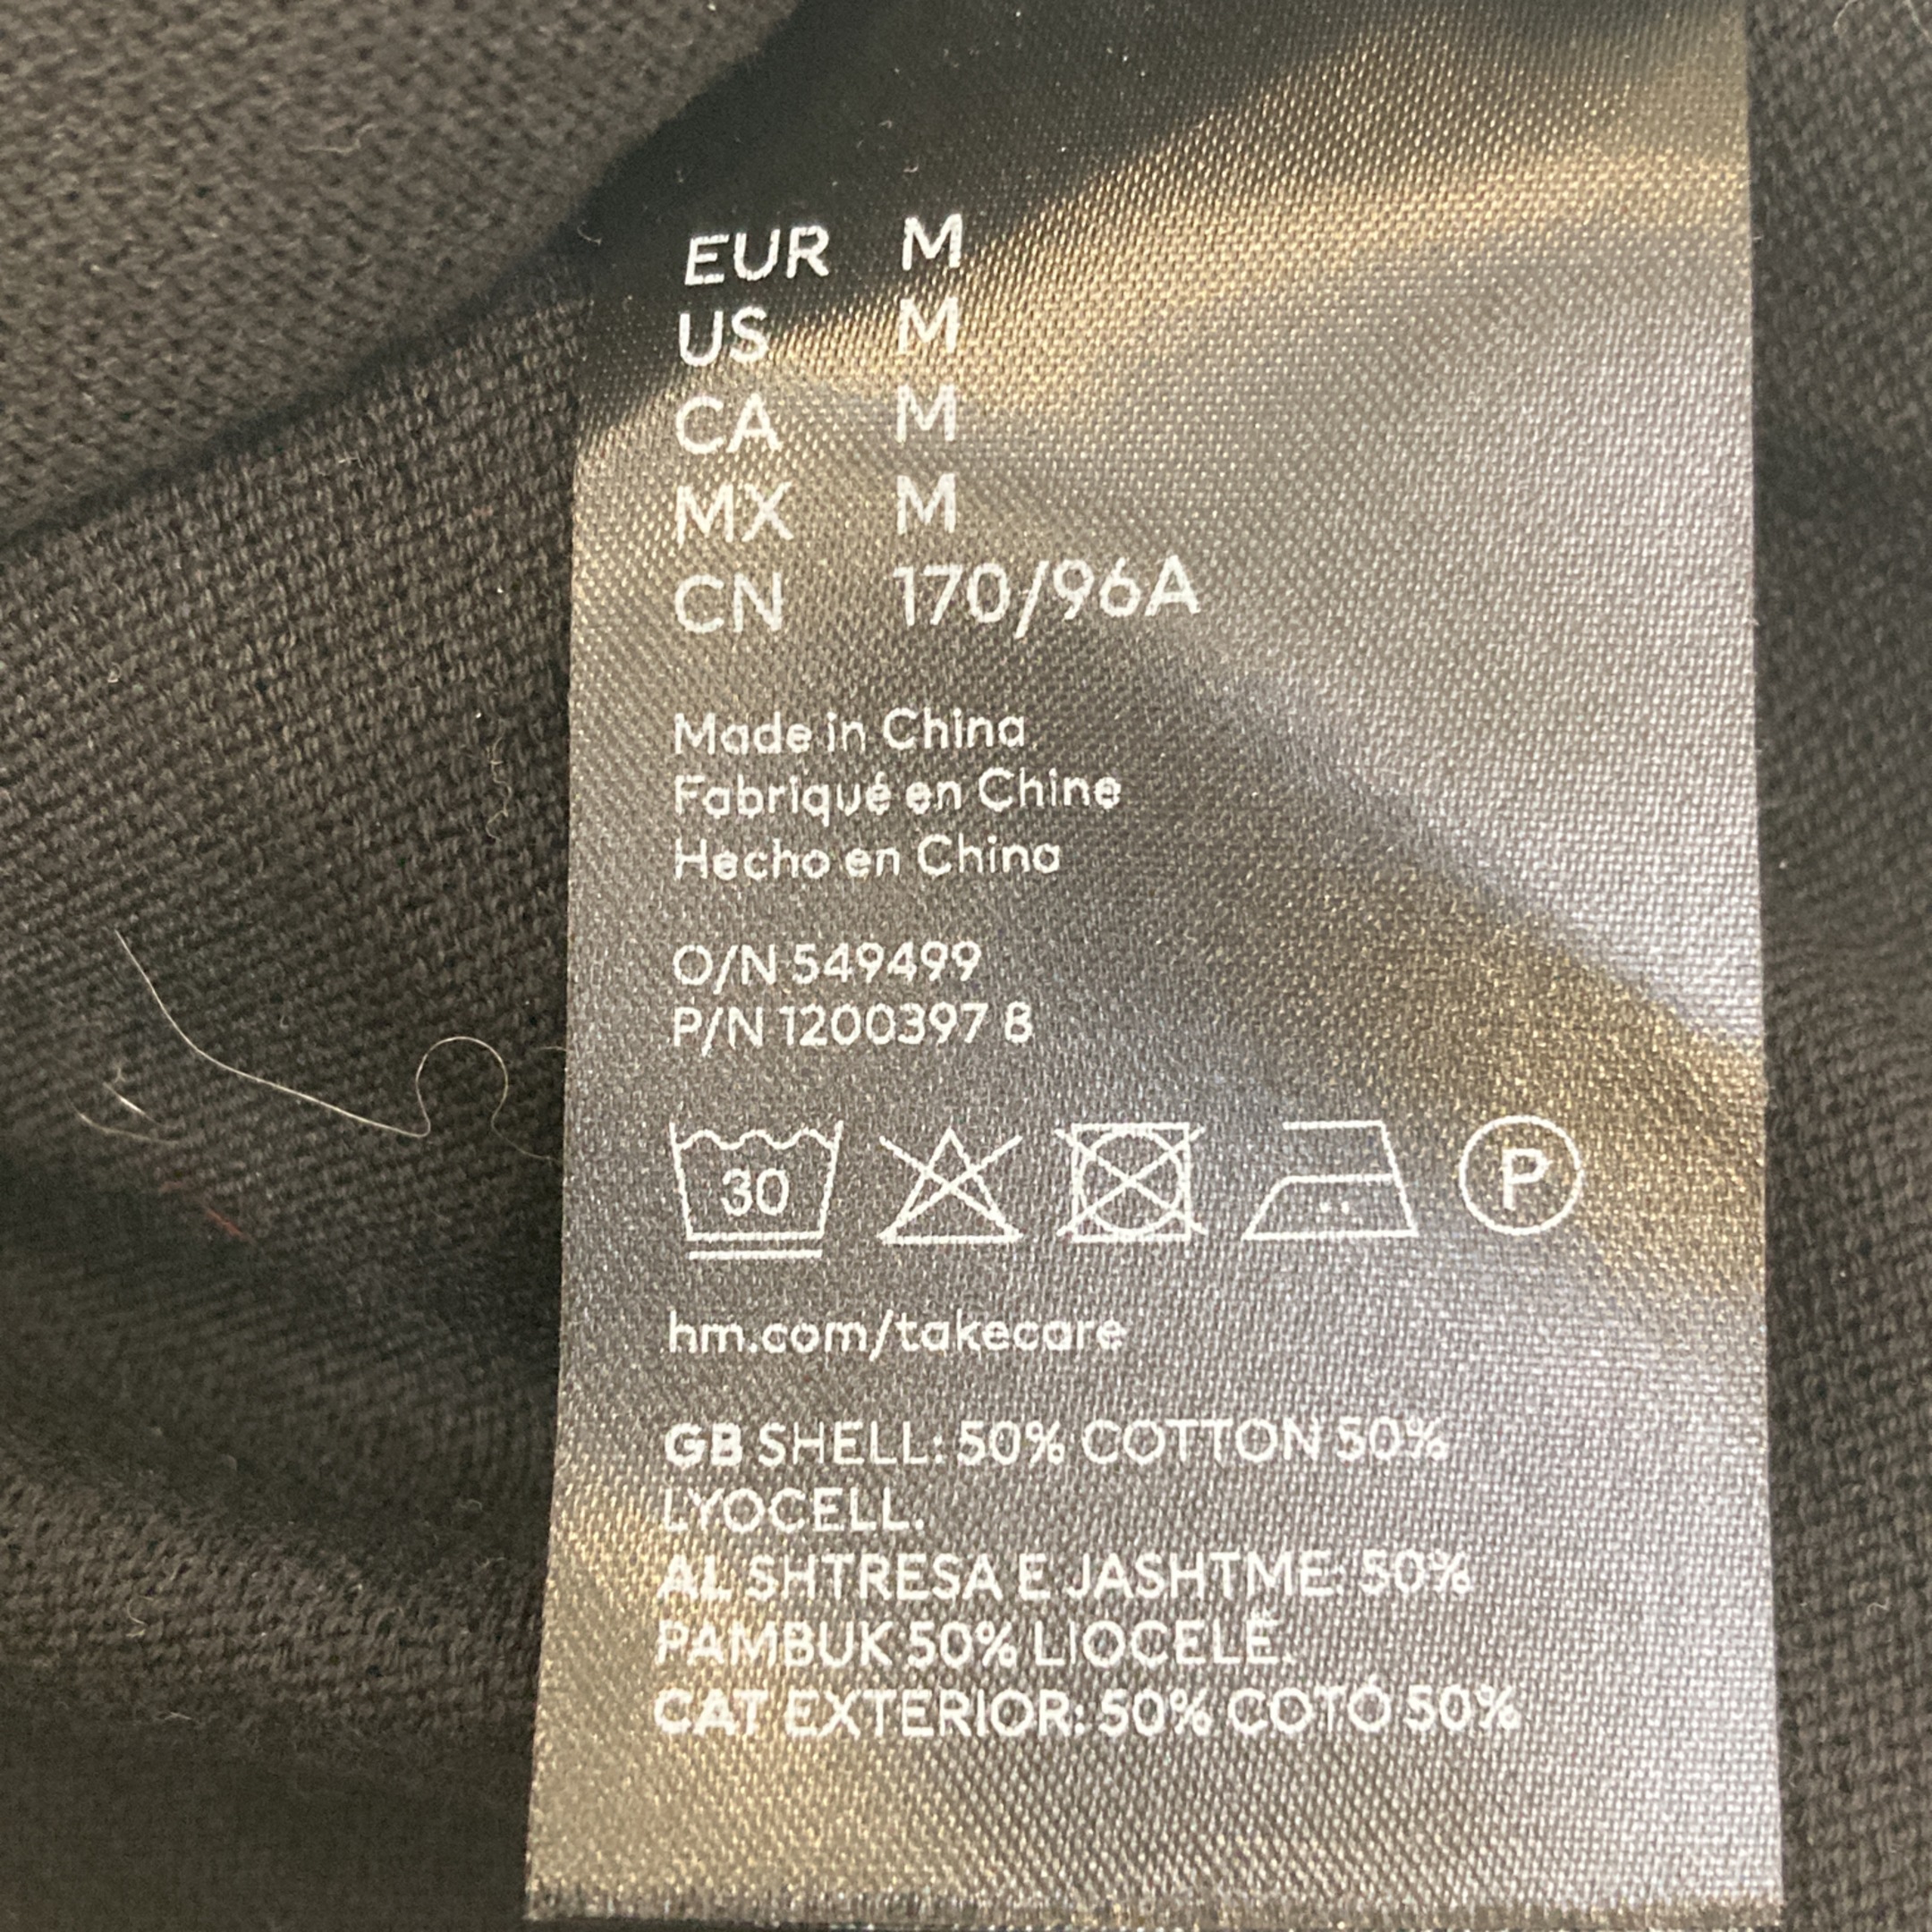 EUR M
US M
CA M
MX M
CN 170/96A
Made in China
Fabriqué en Chine
Hecho en China
O/N 549499
P/N 1200397 8
30 P
hm.com/takecare
GB SHELL: 50% COTTON 50%
LYOCELL.
AL SHTRESA E JASHTME: 50%
PAMBUK 50% LIOCELË.
CAT EXTERIOR: 50% COTÓ 50%